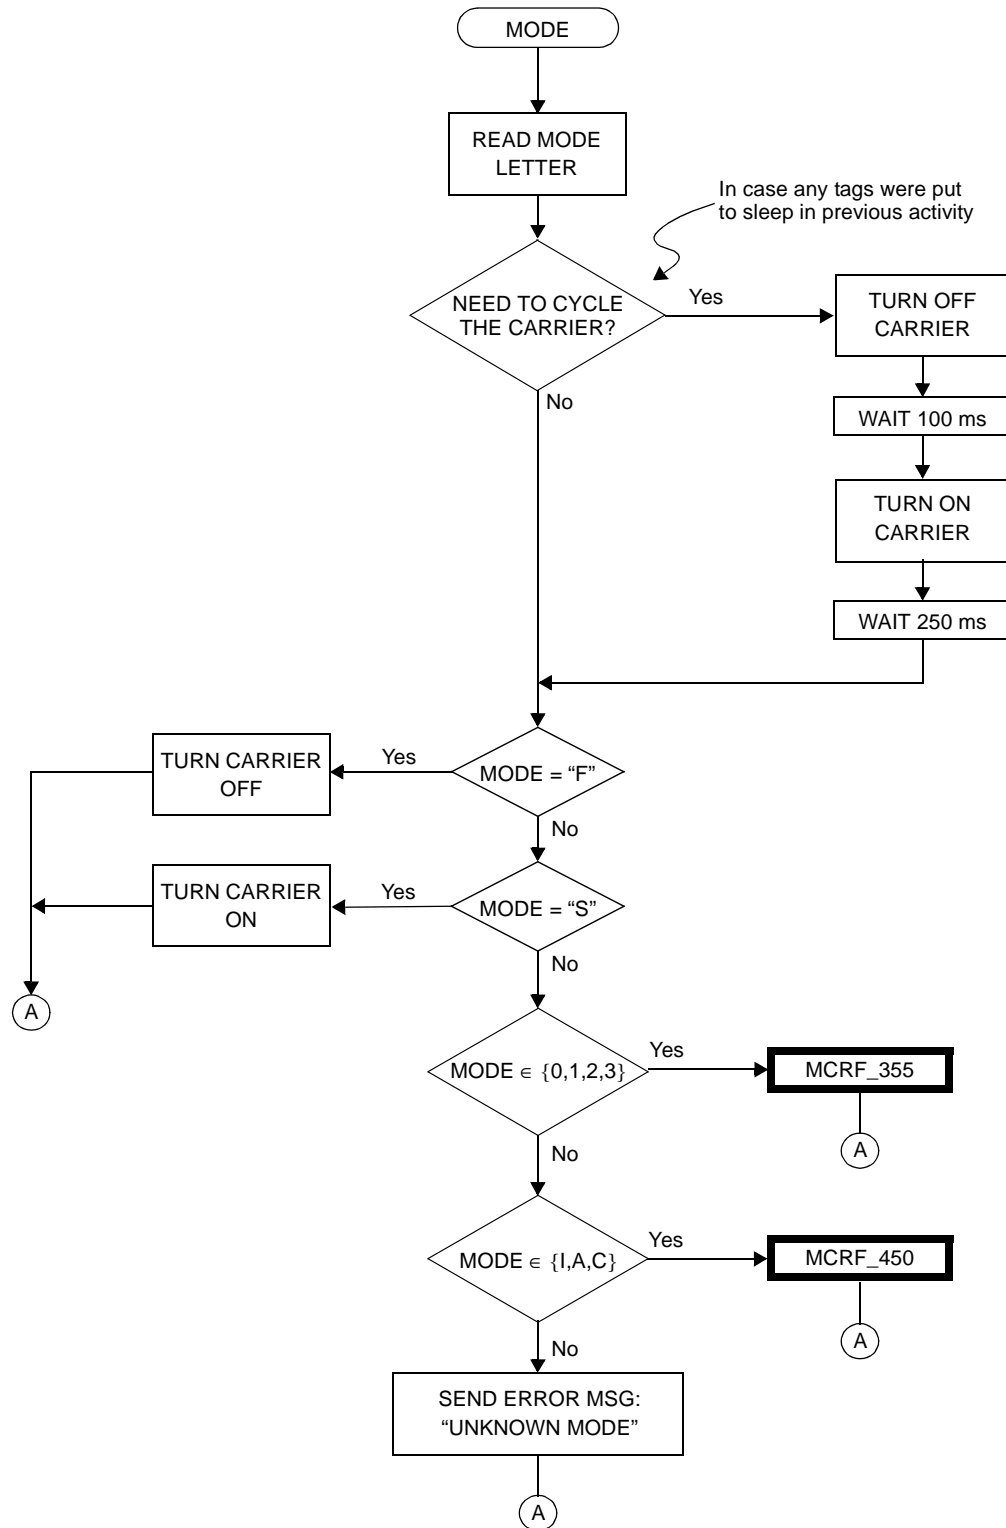 MODE
READ MODE
LETTER
In case any tags were put
to sleep in previous activity
NEED TO CYCLE
THE CARRIER?
Yes
TURN OFF
CARRIER
No
WAIT 100 ms
TURN ON
CARRIER
WAIT 250 ms
MODE = “F”
Yes
TURN CARRIER
OFF
No
MODE = “S”
Yes
TURN CARRIER
ON
No
A
MODE ∈ {0,1,2,3}
Yes
MCRF_355
A
No
MODE ∈ {I,A,C}
Yes
MCRF_450
A
No
SEND ERROR MSG:
“UNKNOWN MODE”
A